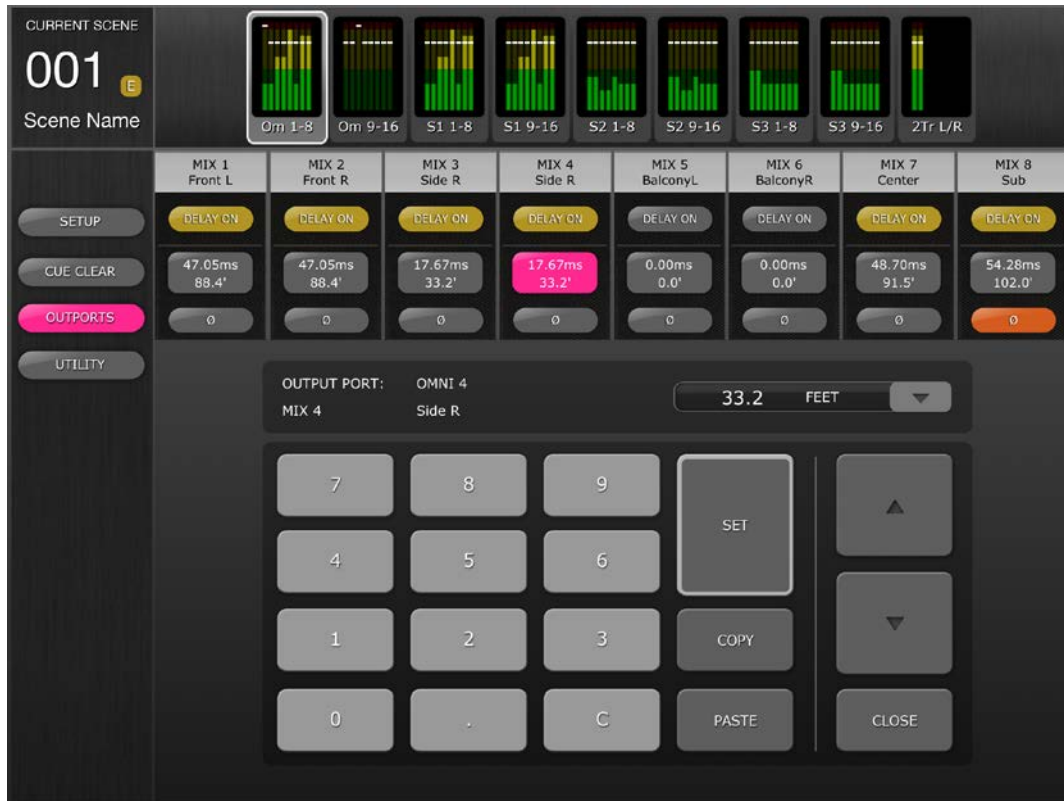 CURRENT SCENE
001 E
Scene Name
Om 1-8 Om 9-16 S1 1-8 S1 9-16 S2 1-8 S2 9-16 S3 1-8 S3 9-16 2Tr L/R
MIX 1 MIX 2 MIX 3 MIX 4 MIX 5 MIX 6 MIX 7 MIX 8
Front L Front R Side R Side R BalconyL BalconyR Center Sub
SETUP
DELAY ON DELAY ON DELAY ON DELAY ON DELAY ON DELAY ON DELAY ON DELAY ON
CUE CLEAR
47.05ms 47.05ms 17.67ms 17.67ms 0.00ms 0.00ms 48.70ms 54.28ms
88.4' 88.4' 33.2' 33.2' 0.0' 0.0' 91.5' 102.0'
OUTPORTS
Ø Ø Ø Ø Ø Ø Ø Ø
UTILITY
OUTPUT PORT: OMNI 4
MIX 4 Side R
33.2 FEET
7 8 9 SET
4 5 6
1 2 3 COPY
0 . C PASTE CLOSE